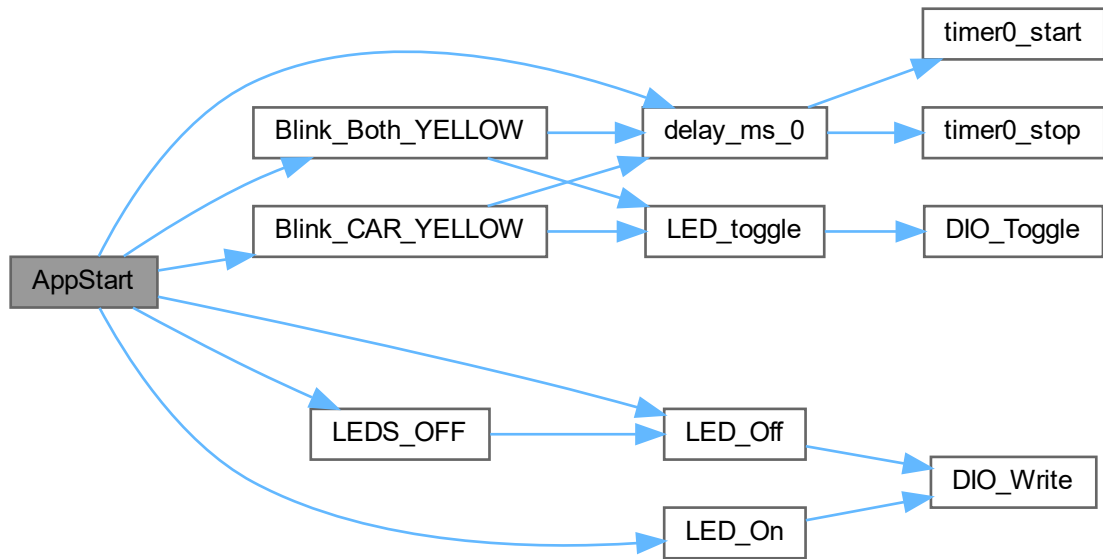 timer0_start
Blink_Both_YELLOW
delay_ms_0
timer0_stop
Blink_CAR_YELLOW
LED_toggle
DIO_Toggle
AppStart
LEDS_OFF
LED_Off
DIO_Write
LED_On